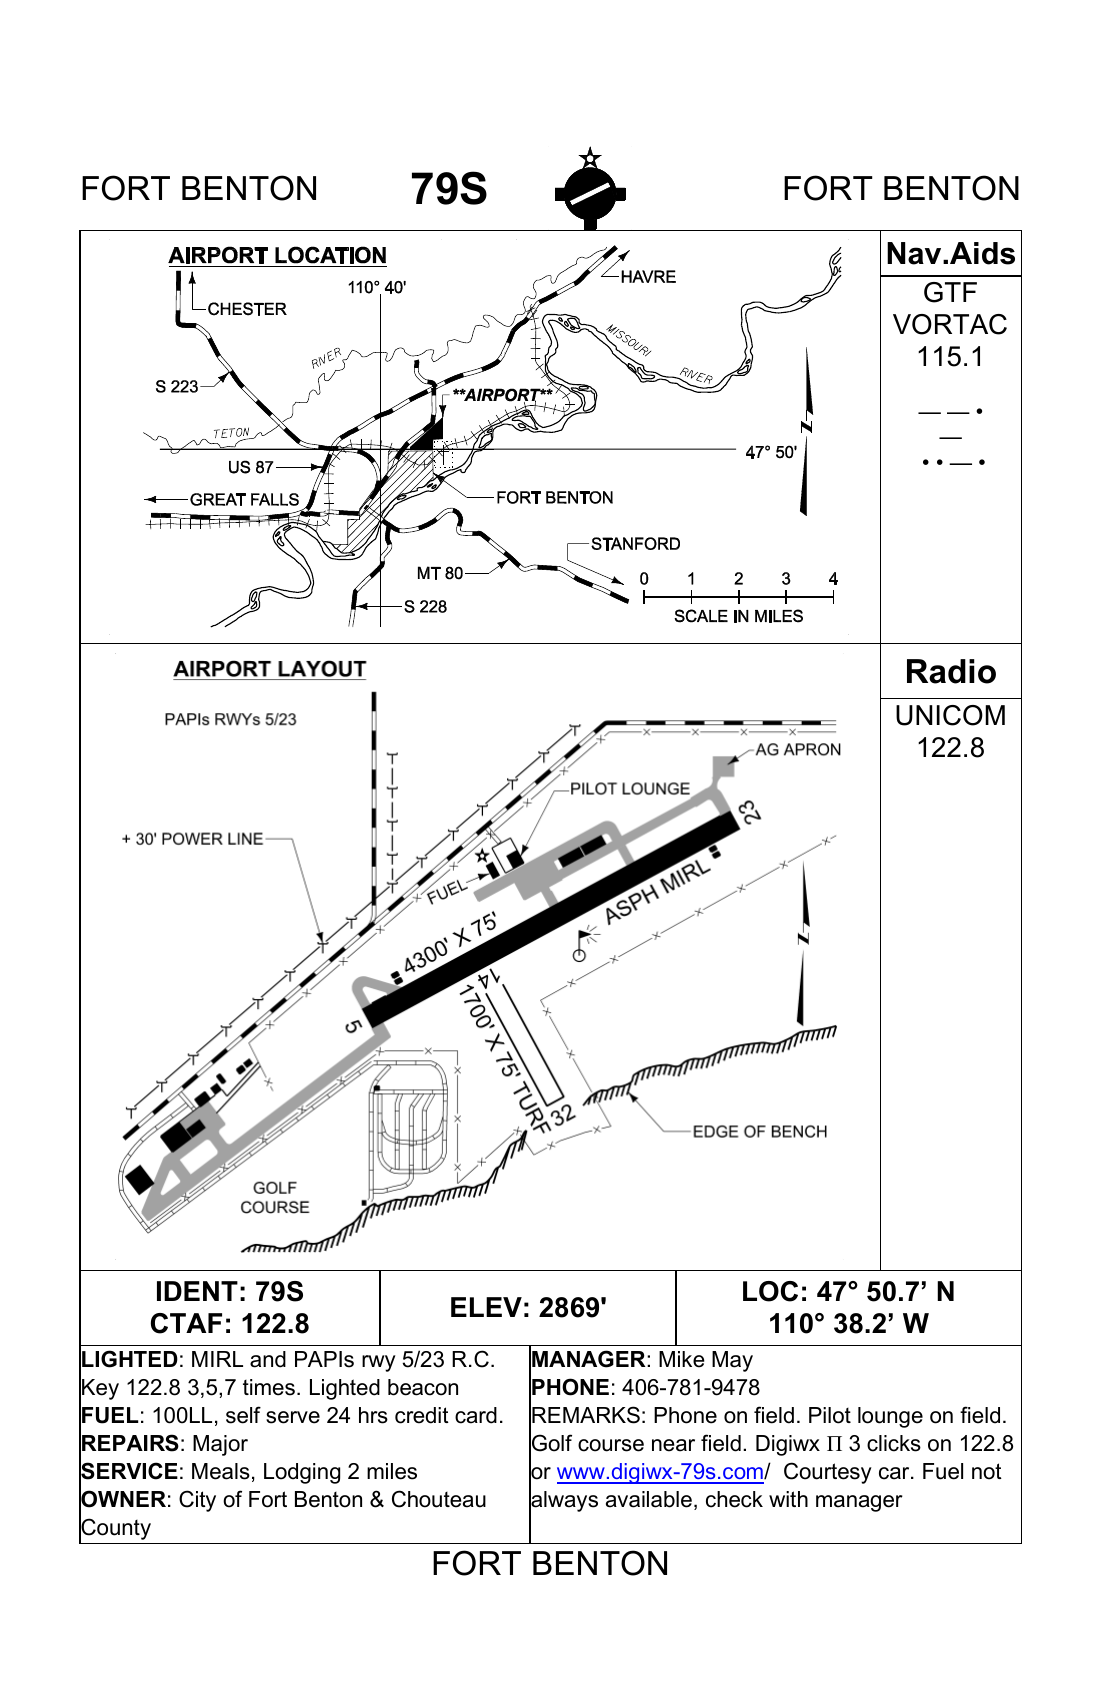 FORT BENTON 79S FORT BENTON
AIRPORT LOCATION
110° 40'
HAVRE
CHESTER
MISSOURI
RIVER
RIVER
S 223
**AIRPORT**
TETON
N
47° 50'
US 87
GREAT FALLS
FORT BENTON
STANFORD
MT 80
0 1 2 3 4
S 228
SCALE IN MILES
Nav.Aids
GTF
VORTAC
115.1
— — •
—
• • — •
AIRPORT LAYOUT
PAPIs RWYs 5/23
AG APRON
PILOT LOUNGE
23
+ 30' POWER LINE
FUEL
ASPH MIRL
4300' X 75'
N
14
5
1700' X 75' TURF
32
EDGE OF BENCH
GOLF
COURSE
Radio
UNICOM
122.8
IDENT: 79S
CTAF: 122.8
ELEV: 2869'
LOC: 47° 50.7’ N
110° 38.2’ W
LIGHTED: MIRL and PAPIs rwy 5/23 R.C.
Key 122.8 3,5,7 times. Lighted beacon
FUEL: 100LL, self serve 24 hrs credit card.
REPAIRS: Major
SERVICE: Meals, Lodging 2 miles
OWNER: City of Fort Benton & Chouteau
County
MANAGER: Mike May
PHONE: 406-781-9478
REMARKS: Phone on field. Pilot lounge on field.
Golf course near field. Digiwx Π 3 clicks on 122.8
or www.digiwx-79s.com/ Courtesy car. Fuel not
always available, check with manager
FORT BENTON